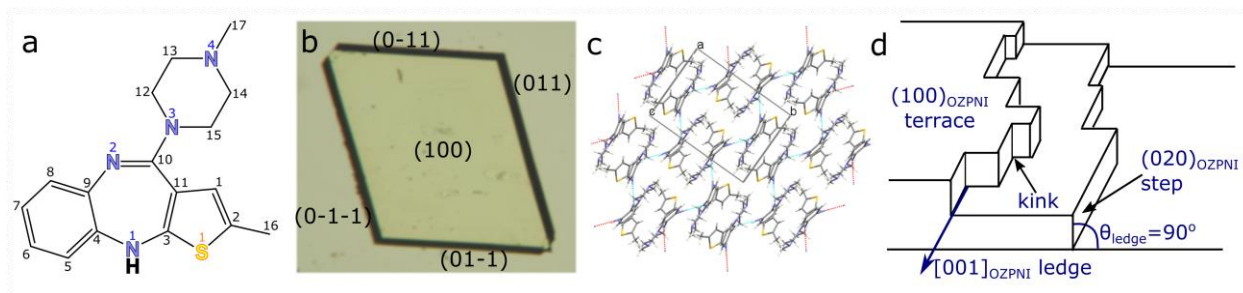 a
17
13
4
N
12
14
N
3
15
2
N
10
8
9
11
1
7
2
16
6
4
1
N
3
S
1
5
H
b
(0-11)
(011)
(100)
(0-1-1)
(01-1)
c
a
b
c
d
(100)OZPNI
terrace
(020)OZPNI
step
kink
θledge=90o
[001]OZPNI ledge